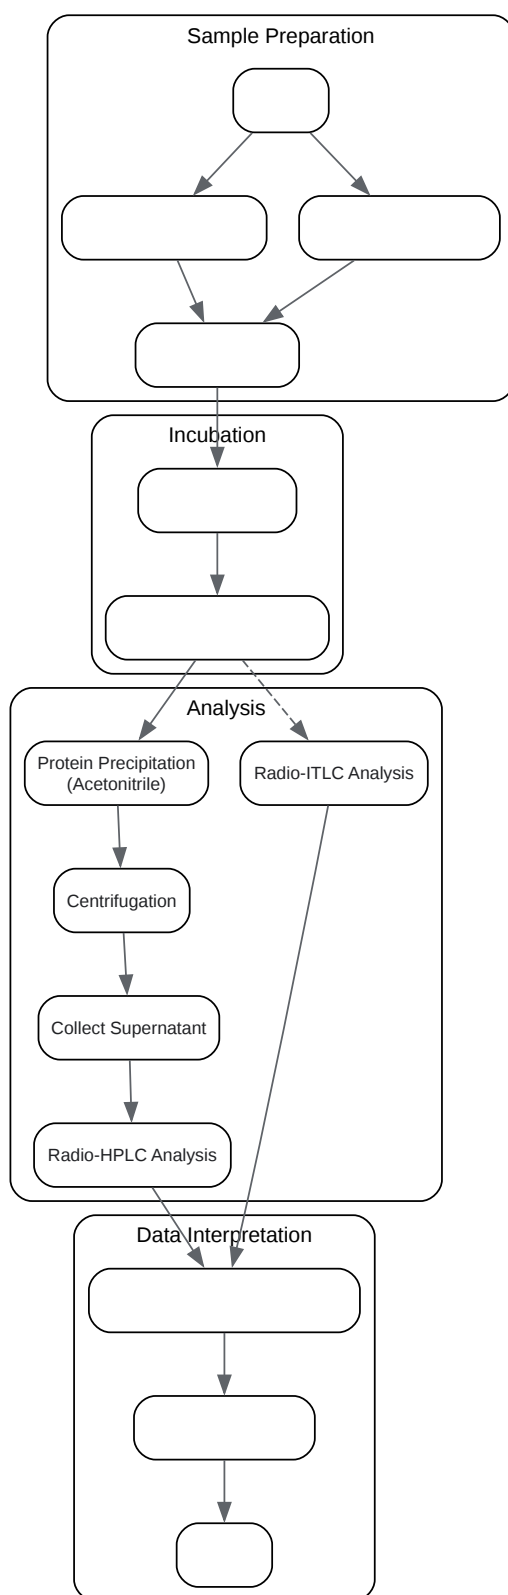 Sample Preparation
Incubation
Analysis
Protein Precipitation
(Acetonitrile)
Radio-ITLC Analysis
Centrifugation
Collect Supernatant
Radio-HPLC Analysis
Data Interpretation